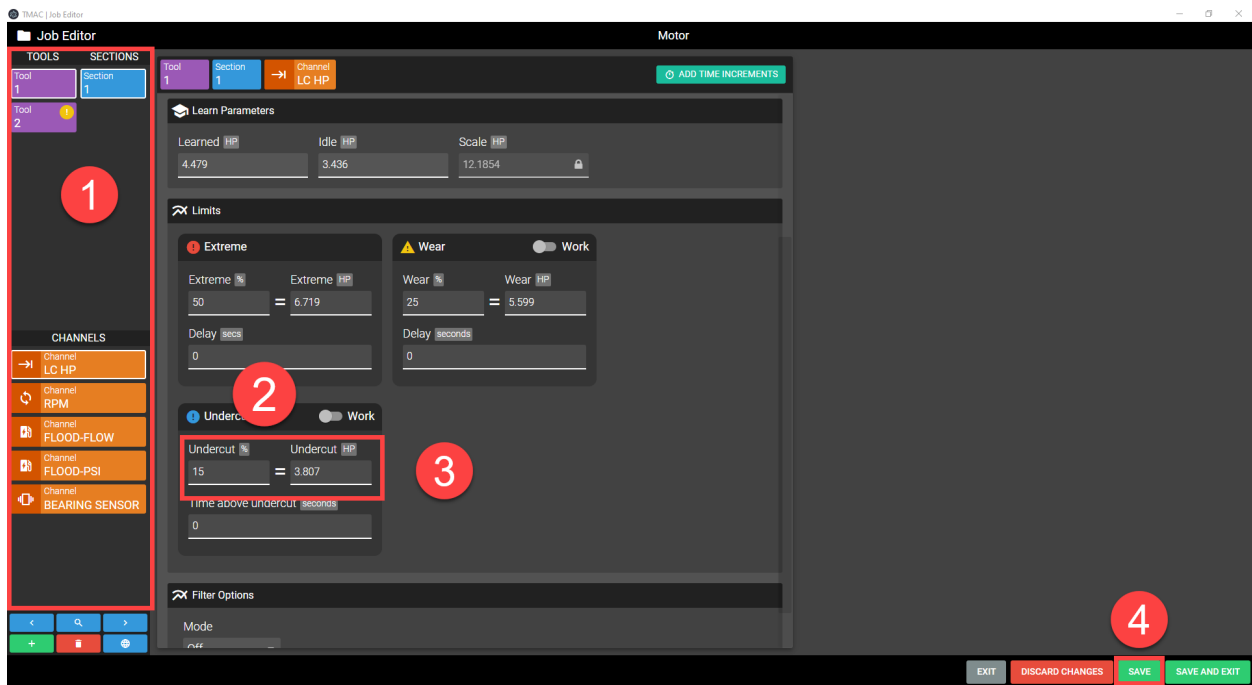 TMAC | Job Editor
Job Editor
Motor
TOOLS SECTIONS
Tool
1
Section
1
Tool
2
1
CHANNELS
Channel
LC HP
Channel
RPM
Channel
FLOOD-FLOW
Channel
FLOOD-PSI
Channel
BEARING SENSOR
Tool
1
Section
1
Channel
LC HP
ADD TIME INCREMENTS
Learn Parameters
Learned HP Idle HP Scale HP
4.479 3.436 12.1854
Limits
Extreme
Extreme % Extreme HP
50 = 6.719
Delay secs
0
Wear Work
Wear % Wear HP
25 = 5.599
Delay seconds
0
2
Work
Undercut % Undercut HP
15 = 3.807
3
Time above undercut seconds
0
Filter Options
Mode
Off
4
EXIT DISCARD CHANGES SAVE SAVE AND EXIT